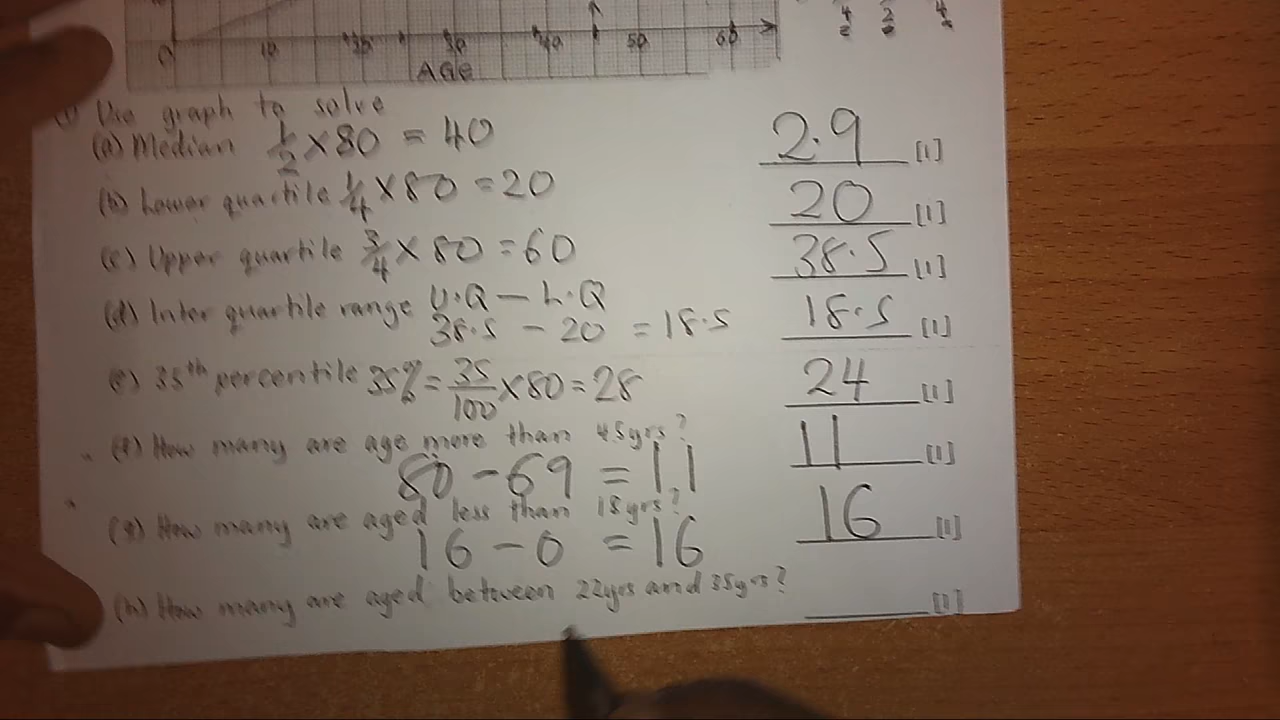 4 2 4
0 10 20 30 40 50 60
AGE
(i) Use graph to solve
(a) Median 1/2 × 80 = 40 2.9 [1]
(b) Lower quartile 1/4 × 80 = 20 20 [1]
(c) Upper quartile 3/4 × 80 = 60 38.5 [1]
(d) Inter quartile range U.Q — L.Q
38.5 - 20 = 18.5 18.5 [1]
(e) 35th percentile 35% = 35/100 × 80 = 28 24 [1]
(f) How many are age more than 45yrs?
80 - 69 = 11 11 [1]
(g) How many are aged less than 18yrs?
16 - 0 = 16 16 [1]
(h) How many are aged between 22yrs and 35yrs? [1]